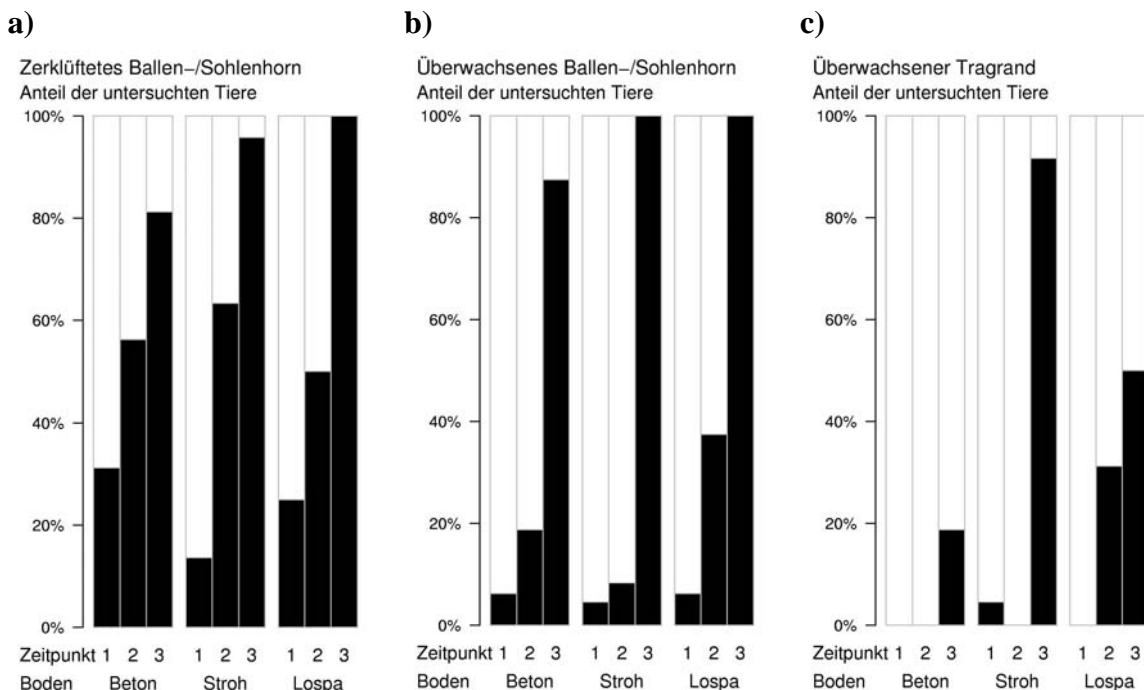 a)
Zerklüftetes Ballen−/Sohlenhorn
Anteil der untersuchten Tiere
100%
80%
60%
40%
20%
0%
Zeitpunkt 1 2 3 1 2 3 1 2 3
Boden Beton Stroh Lospa
b)
Überwachsenes Ballen−/Sohlenhorn
Anteil der untersuchten Tiere
100%
80%
60%
40%
20%
0%
Zeitpunkt 1 2 3 1 2 3 1 2 3
Boden Beton Stroh Lospa
c)
Überwachsener Tragrand
Anteil der untersuchten Tiere
100%
80%
60%
40%
20%
0%
Zeitpunkt 1 2 3 1 2 3 1 2 3
Boden Beton Stroh Lospa